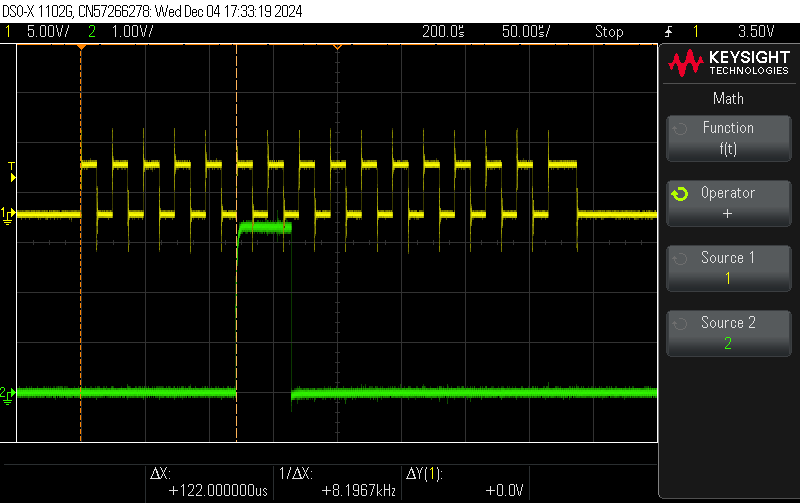 DSO-X 1102G, CN57266278: Wed Dec 04 17:33:19 2024
1 5.00V/ 2 1.00V/ 200.0s 50.00s/ Stop 1 3.50V
KEYSIGHT
TECHNOLOGIES
Math
Function
f(t)
Operator
+
Source 1
1
Source 2
2
T
1
2
ΔX:
+122.000000us
1/ΔX:
+8.1967kHz
ΔY(1):
+0.0V